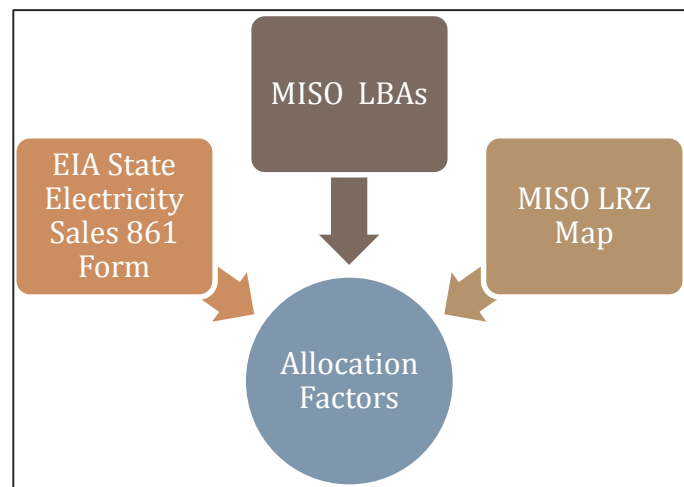 MISO  LBAs
EIA State
Electricity
Sales 861
Form
MISO LRZ
Map
Allocation
Factors